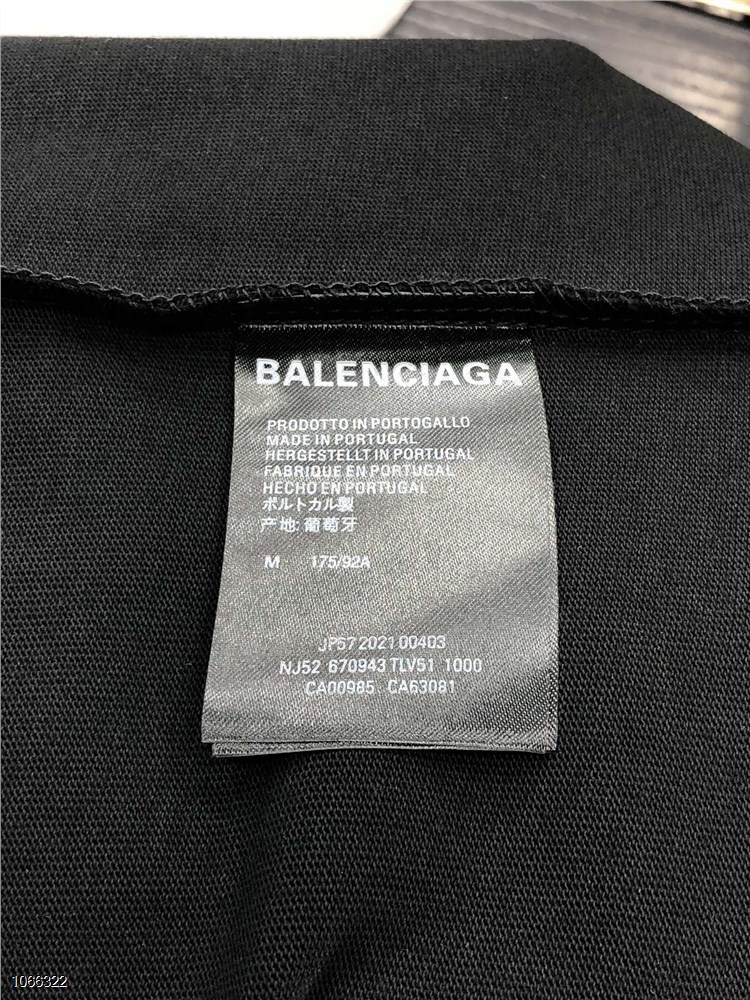 BALENCIAGA
PRODOTTO IN PORTOGALLO
MADE IN PORTUGAL
HERGESTELLT IN PORTUGAL
FABRIQUE EN PORTUGAL
HECHO EN PORTUGAL
ポルトカル製
产地: 葡萄牙
M 175/92A
JP57 2021 00403
NJ52 670943 TLV51 1000
CA00985 CA63081
1066322